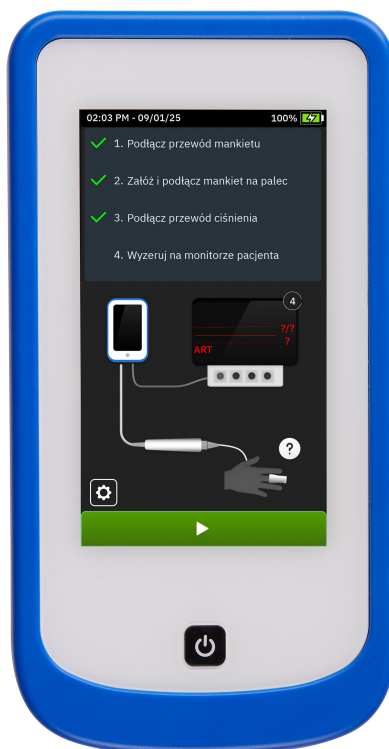 02:03 PM - 09/01/25 100%
1. Podłącz przewód mankietu
2. Załóż i podłącz mankiet na palec
3. Podłącz przewód ciśnienia
4. Wyzeruj na monitorze pacjenta
4
?/?
?
ART
?